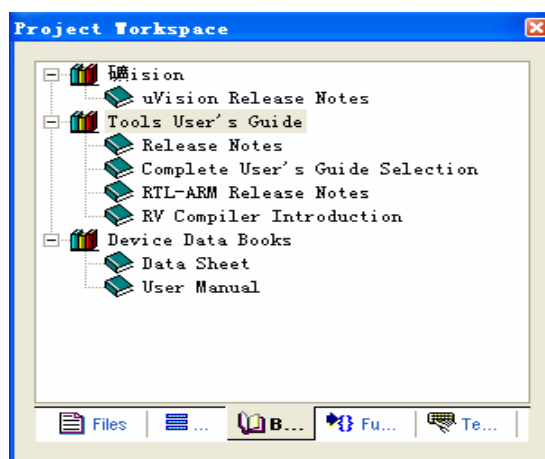 Project Workspace
礦ision
uVision Release Notes
Tools User's Guide
Release Notes
Complete User's Guide Selection
RTL-ARM Release Notes
RV Compiler Introduction
Device Data Books
Data Sheet
User Manual
Files ... B... Fu... Te...